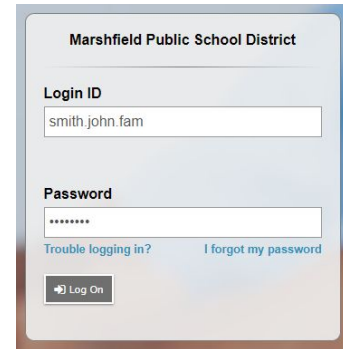 Marshfield Public School District
Login ID
smith.john.fam
Password
••••••••
Trouble logging in? I forgot my password
Log On